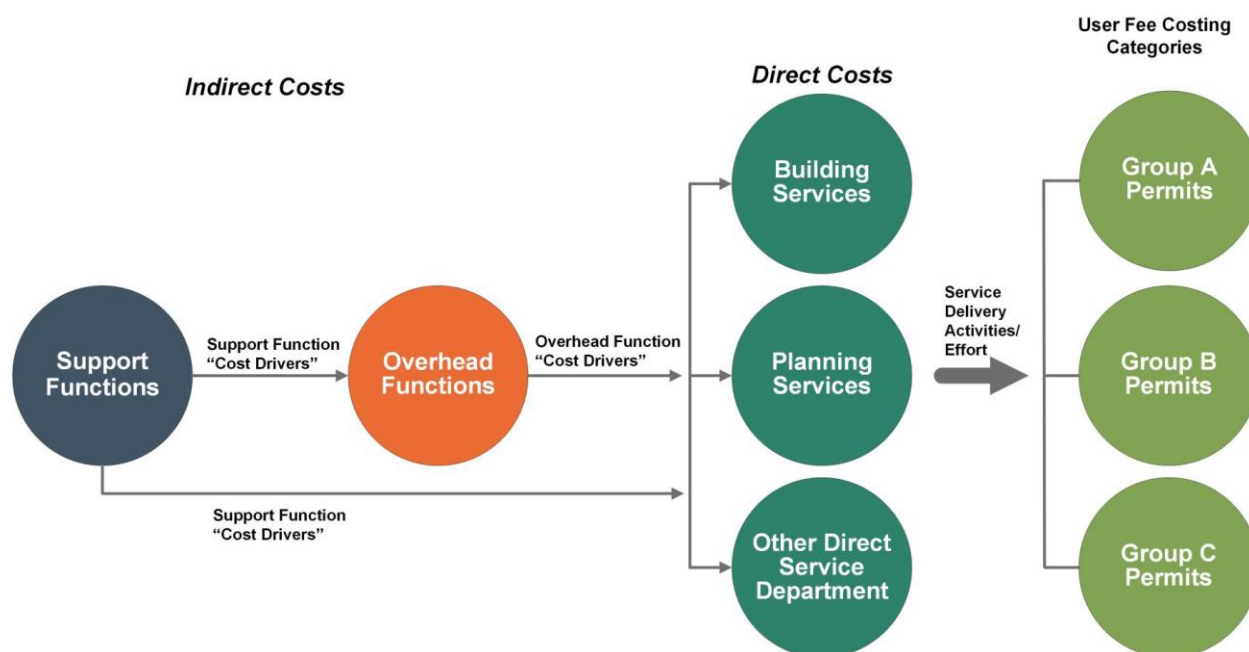 User Fee Costing
Categories
Indirect Costs
Direct Costs
Building
Services
Group A
Permits
Support
Functions
Support Function
“Cost Drivers”
Overhead
Functions
Overhead Function
“Cost Drivers”
Planning
Services
Service
Delivery
Activities/
Effort
Group B
Permits
Support Function
“Cost Drivers”
Other Direct
Service
Department
Group C
Permits